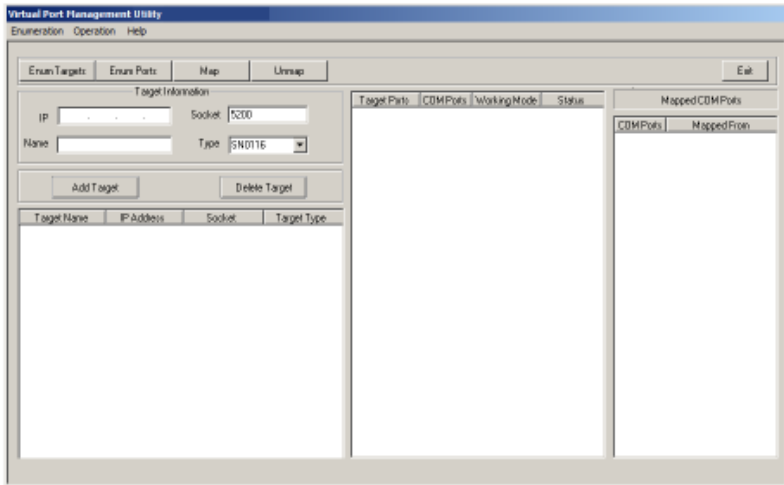 Virtual Port Management Utility
Enumeration Operation Help
Enum Targets Enum Ports Map Unmap Exit
Target Information
IP . . . Socket 5200
Name Type SN0116
Add Target Delete Target
Target Name IP Address Socket Target Type
Target Ports COM Ports Working Mode Status
Mapped COM Ports
COM Ports Mapped From